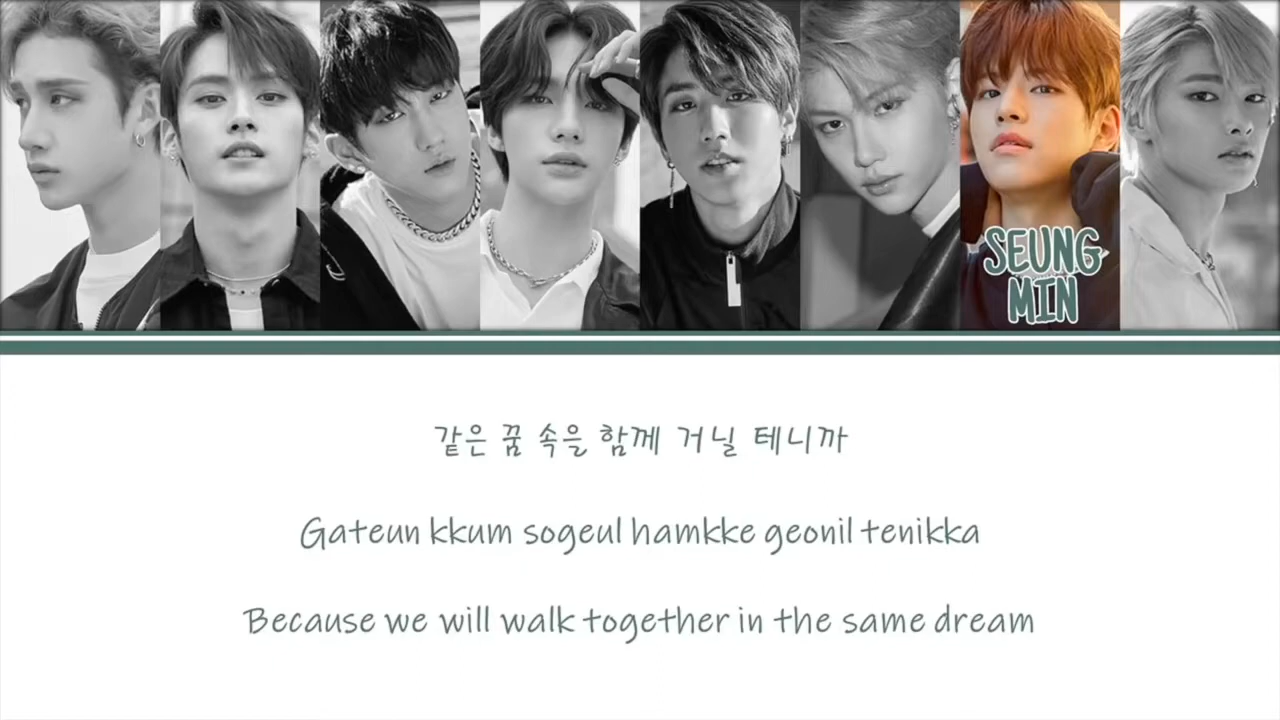 SEUNG
MIN
같은 꿈 속을 함께 거닐 테니까
Gateun kkum sogeul hamkke geonil tenikka
Because we will walk together in the same dream